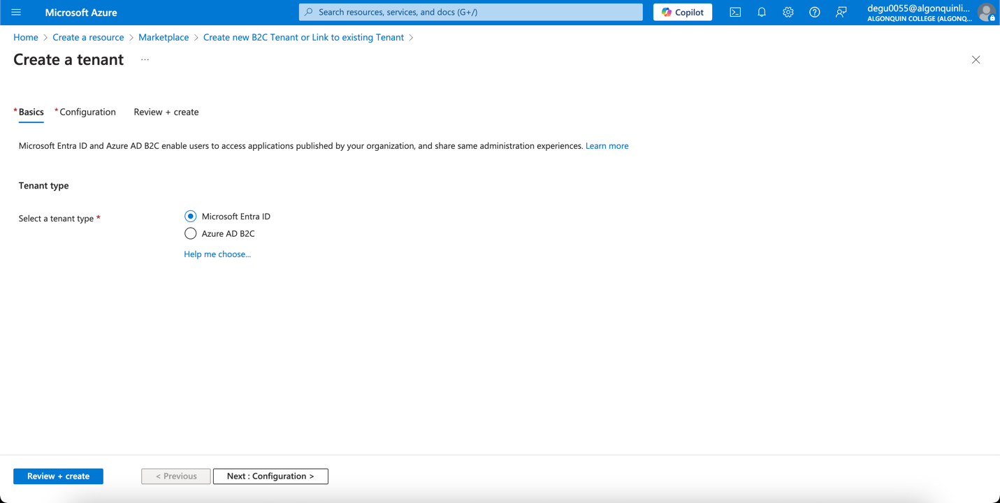 Microsoft Azure
Search resources, services, and docs (G+/)
Copilot
degu0055@algonquinli...
ALGONQUIN COLLEGE (ALGONQ...
Home > Create a resource > Marketplace > Create new B2C Tenant or Link to existing Tenant >
Create a tenant ...
* Basics * Configuration Review + create
Microsoft Entra ID and Azure AD B2C enable users to access applications published by your organization, and share same administration experiences. Learn more
Tenant type
Select a tenant type *
Microsoft Entra ID
Azure AD B2C
Help me choose...
Review + create < Previous Next : Configuration >